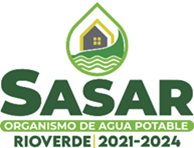 SASAR
ORGANISMO DE AGUA POTABLE
RIOVERDE|2021-2024